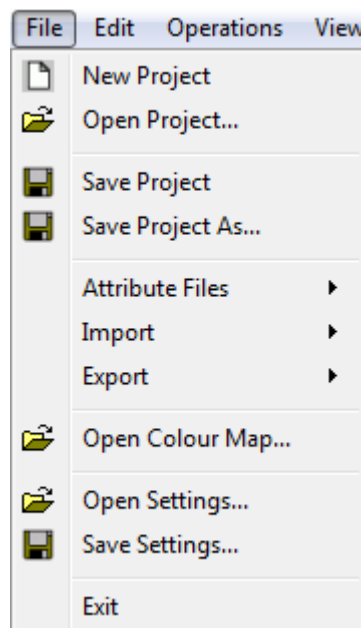 File Edit Operations View
New Project
Open Project...
Save Project
Save Project As...
Attribute Files
Import
Export
Open Colour Map...
Open Settings...
Save Settings...
Exit